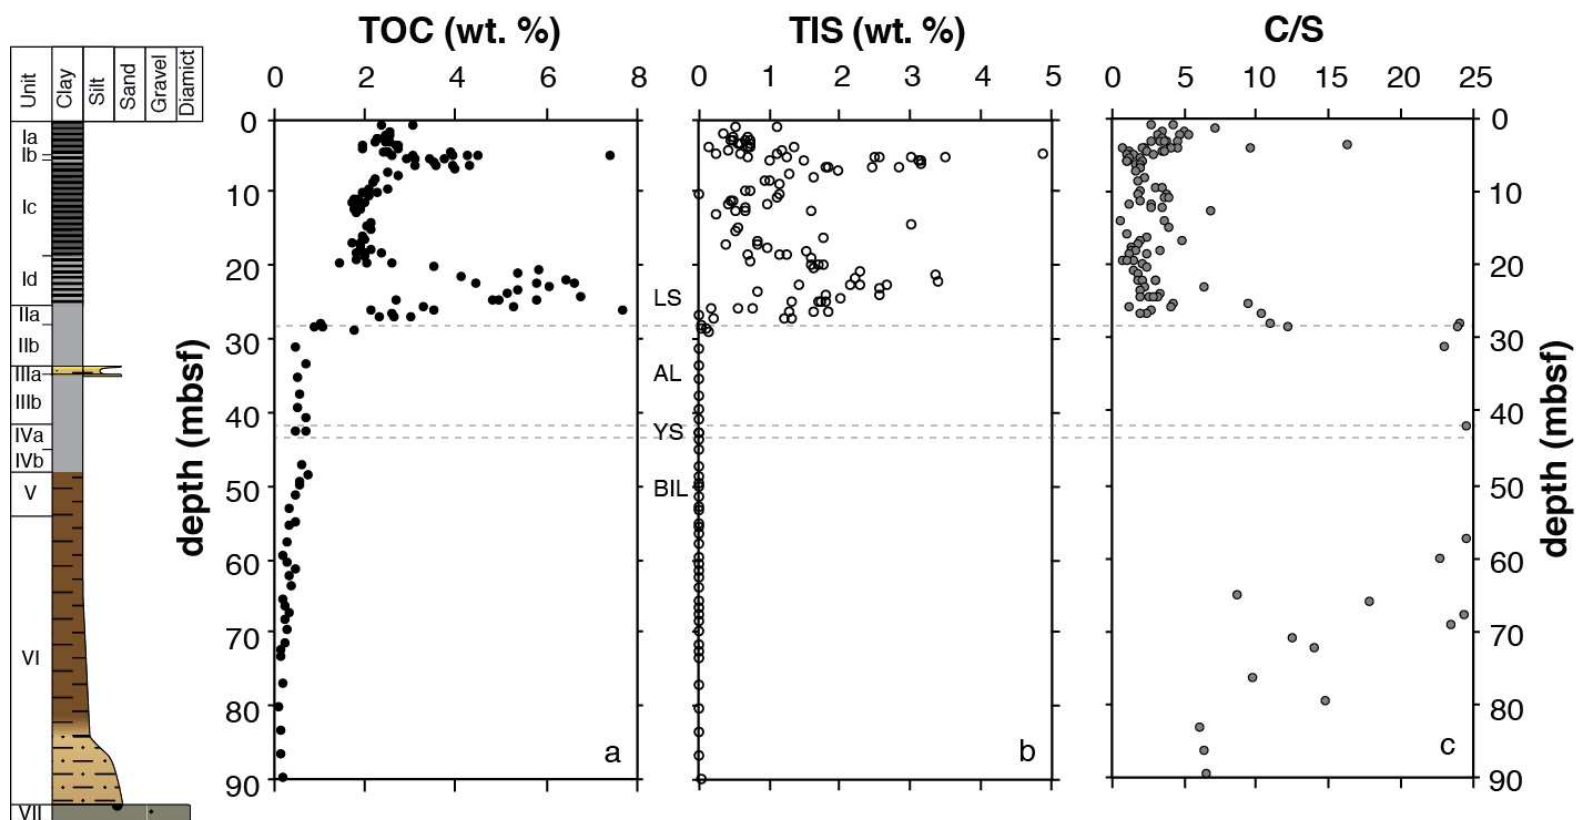 TOC (wt. %)
TIS (wt. %)
C/S
Unit
Clay
Silt
Sand
Gravel
Diamict
0 2 4 6 8
0 1 2 3 4 5
0 5 10 15 20 25
Ia
Ib
Ic
Id
IIa
IIb
IIIa
IIIb
IVa
IVb
V
VI
VII
depth (mbsf)
0
10
20
30
40
50
60
70
80
90
a
LS
AL
YS
BIL
b
c
0
10
20
30
40
50
60
70
80
90
depth (mbsf)